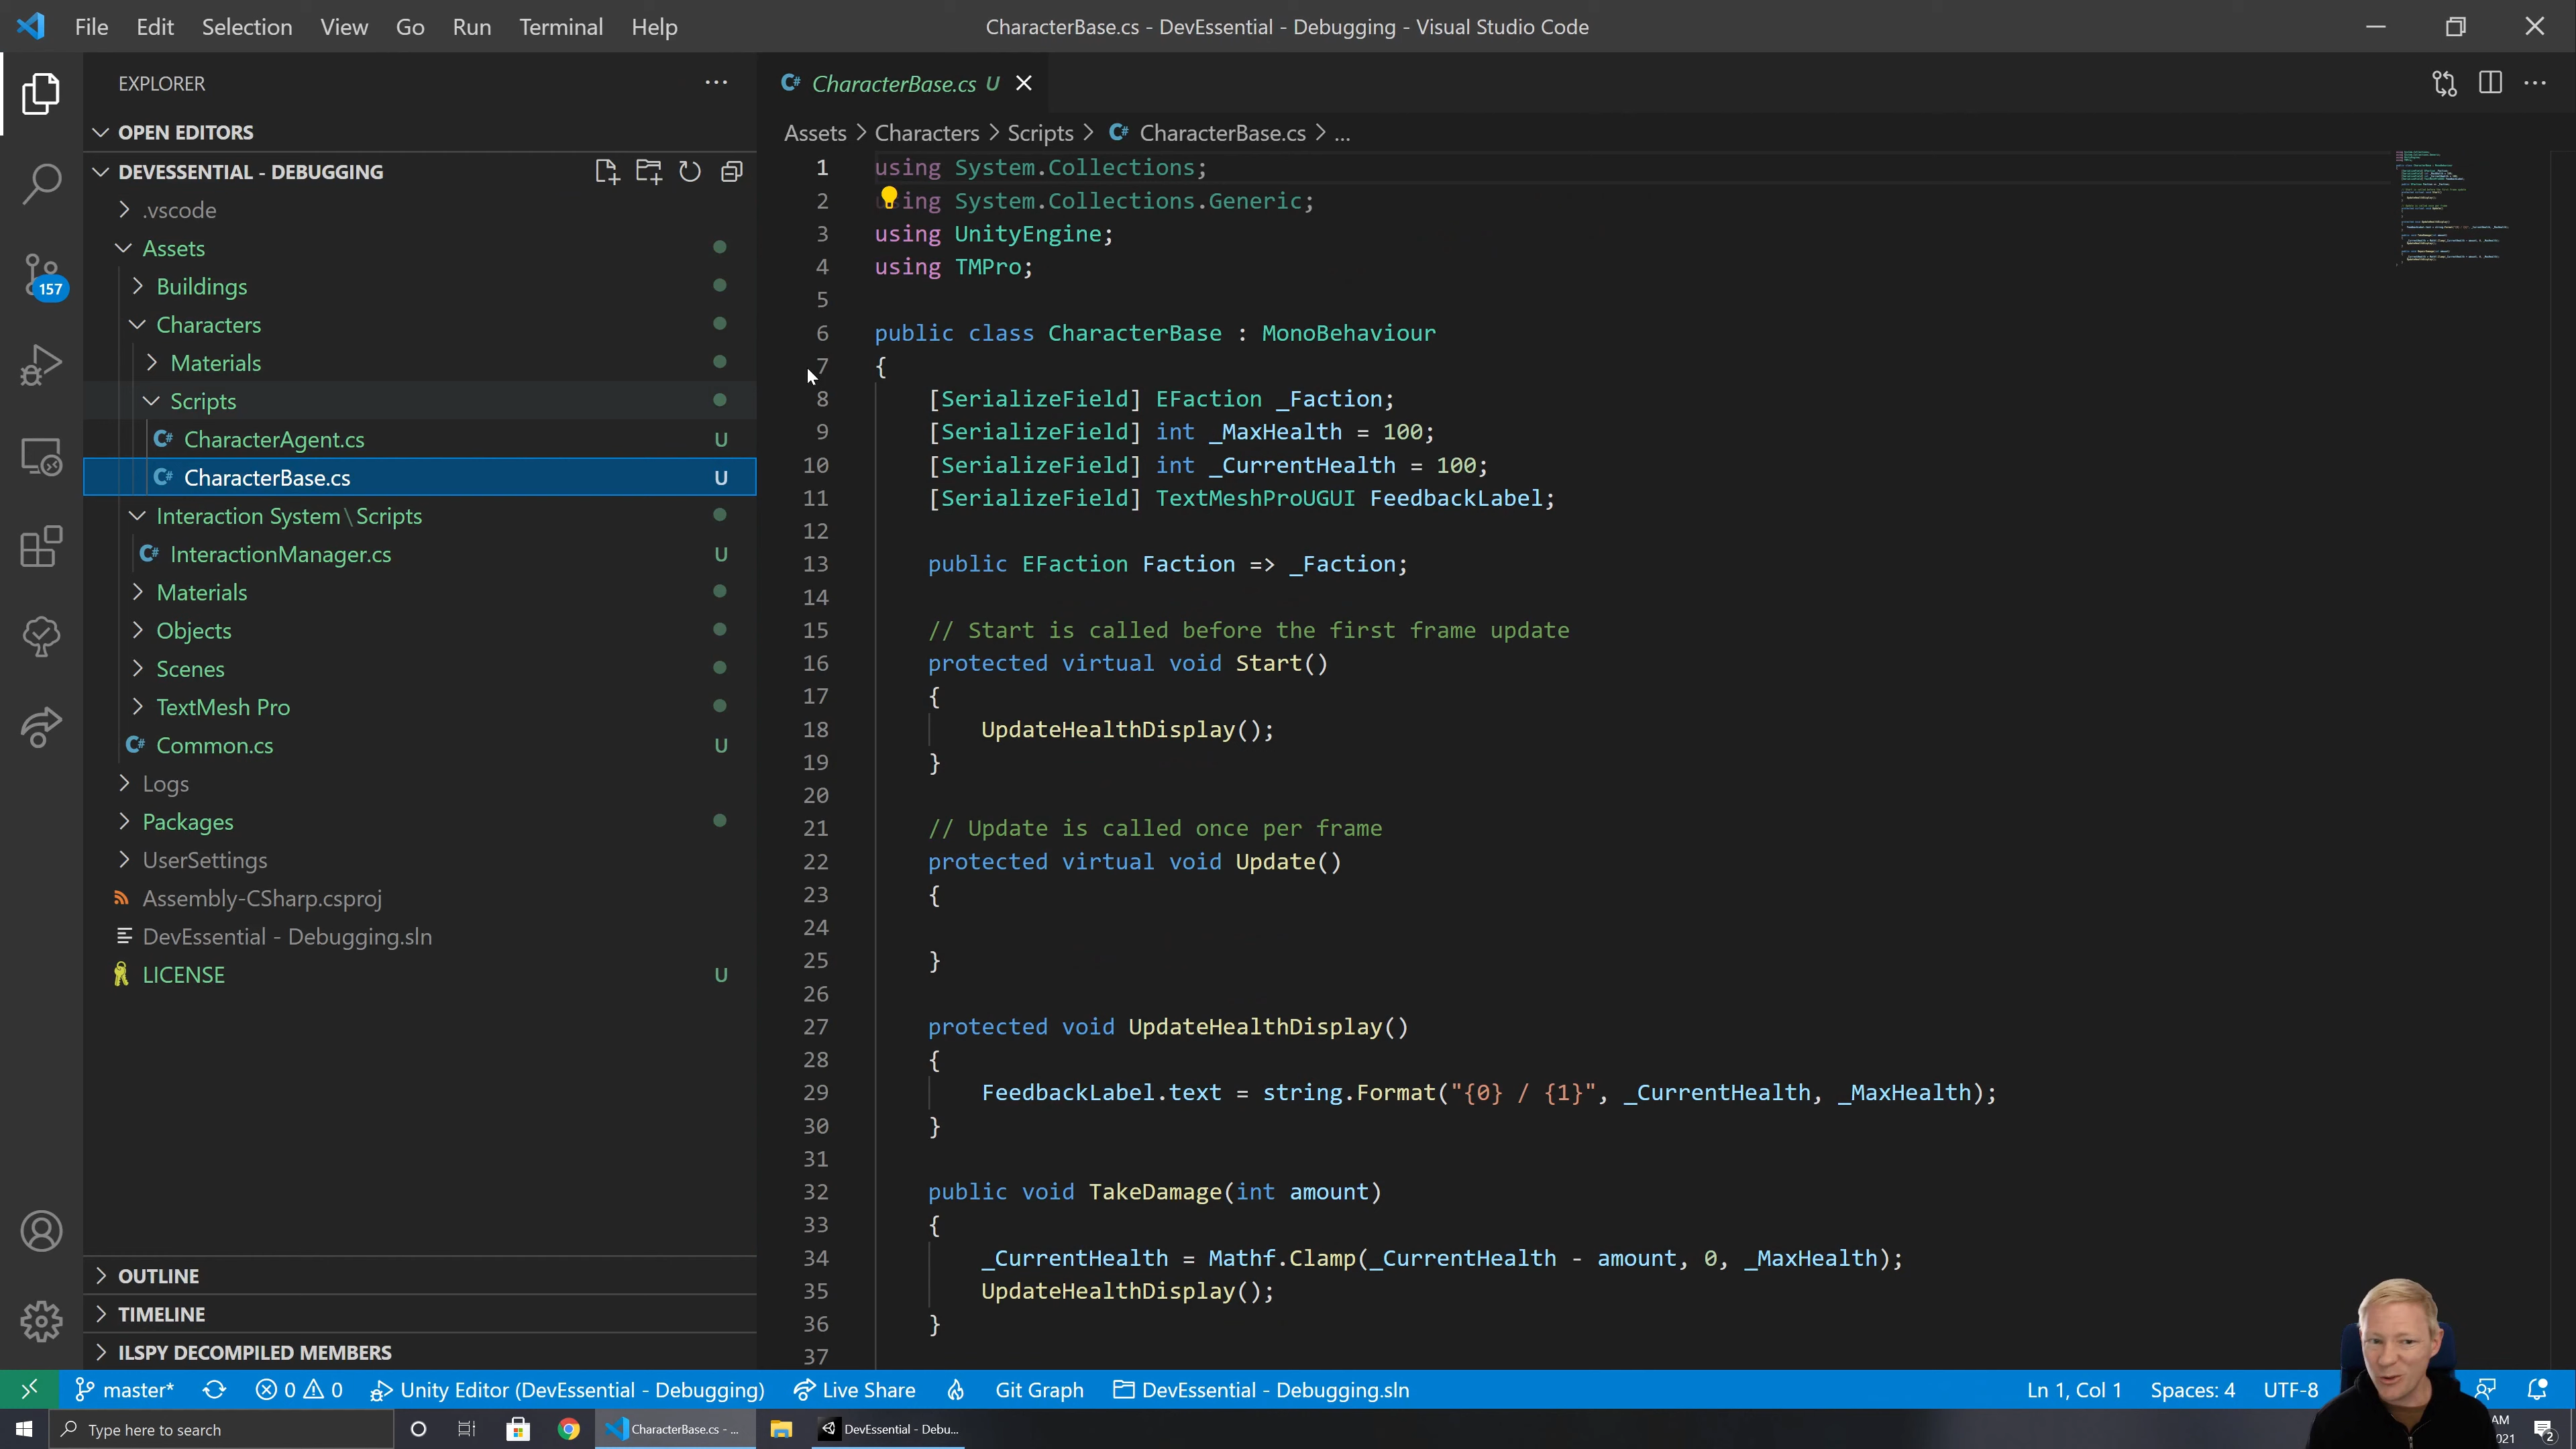 File Edit Selection View Go Run Terminal Help
CharacterBase.cs - DevEssential - Debugging - Visual Studio Code
EXPLORER
OPEN EDITORS
DEVESSENTIAL - DEBUGGING
.vscode
Assets
Buildings
Characters
Materials
Scripts
C# CharacterAgent.cs U
C# CharacterBase.cs U
Interaction System\Scripts
C# InteractionManager.cs U
Materials
Objects
Scenes
TextMesh Pro
C# Common.cs U
Logs
Packages
UserSettings
Assembly-CSharp.csproj
DevEssential - Debugging.sln
LICENSE U
OUTLINE
TIMELINE
ILSPY DECOMPILED MEMBERS
157
C# CharacterBase.cs U
Assets > Characters > Scripts > C# CharacterBase.cs > ...
1 using System.Collections;
2 using System.Collections.Generic;
3 using UnityEngine;
4 using TMPro;
5
6 public class CharacterBase : MonoBehaviour
7 {
8 [SerializeField] EFaction _Faction;
9 [SerializeField] int _MaxHealth = 100;
10 [SerializeField] int _CurrentHealth = 100;
11 [SerializeField] TextMeshProUGUI FeedbackLabel;
12
13 public EFaction Faction => _Faction;
14
15 // Start is called before the first frame update
16 protected virtual void Start()
17 {
18 UpdateHealthDisplay();
19 }
20
21 // Update is called once per frame
22 protected virtual void Update()
23 {
24
25 }
26
27 protected void UpdateHealthDisplay()
28 {
29 FeedbackLabel.text = string.Format("{0} / {1}", _CurrentHealth, _MaxHealth);
30 }
31
32 public void TakeDamage(int amount)
33 {
34 _CurrentHealth = Mathf.Clamp(_CurrentHealth - amount, 0, _MaxHealth);
35 UpdateHealthDisplay();
36 }
37
master* 0 0 Unity Editor (DevEssential - Debugging) Live Share Git Graph DevEssential - Debugging.sln Ln 1, Col 1 Spaces: 4 UTF-8
Type here to search CharacterBase.cs - ... DevEssential - Debu... AM
021 2